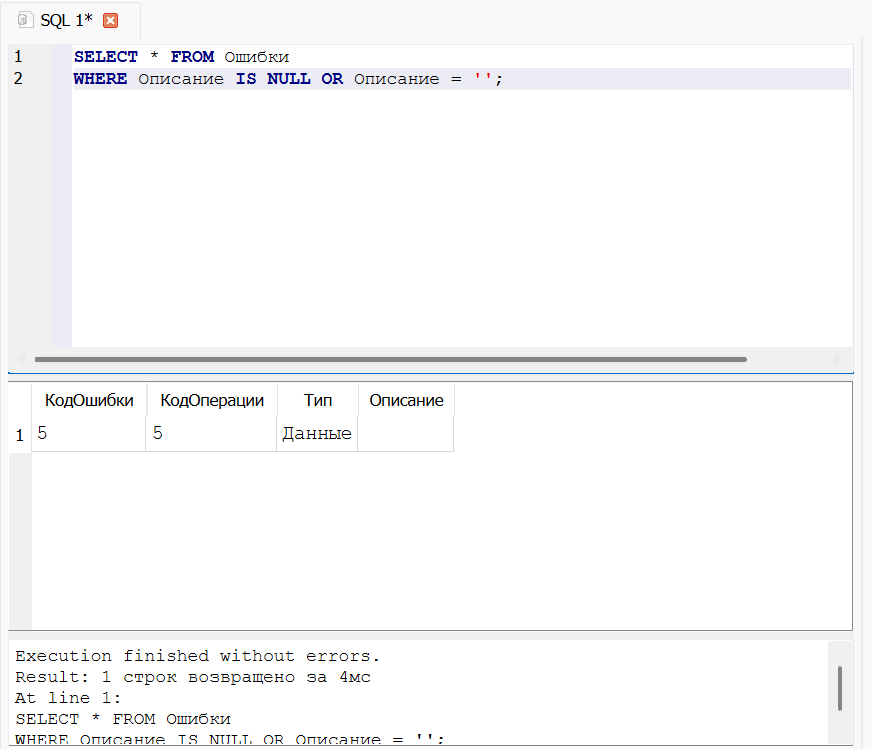 SQL 1*
1 SELECT * FROM Ошибки
2 WHERE Описание IS NULL OR Описание = '';
КодОшибки КодОперации Тип Описание
1 5 5 Данные
Execution finished without errors.
Result: 1 строк возвращено за 4мс
At line 1:
SELECT * FROM Ошибки
WHERE Описание IS NULL OR Описание = '';